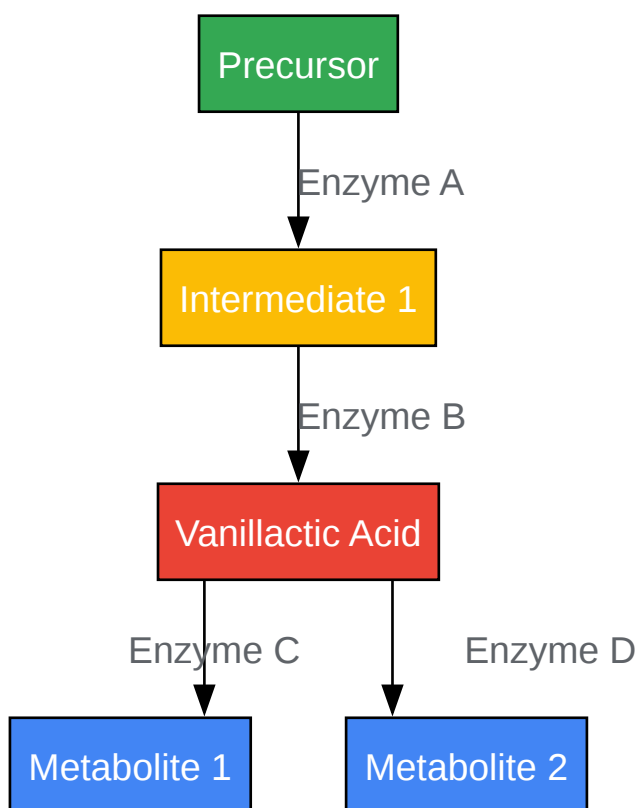 Precursor
Enzyme A
Intermediate 1
Enzyme B
Vanillactic Acid
Enzyme C
Enzyme D
Metabolite 1
Metabolite 2